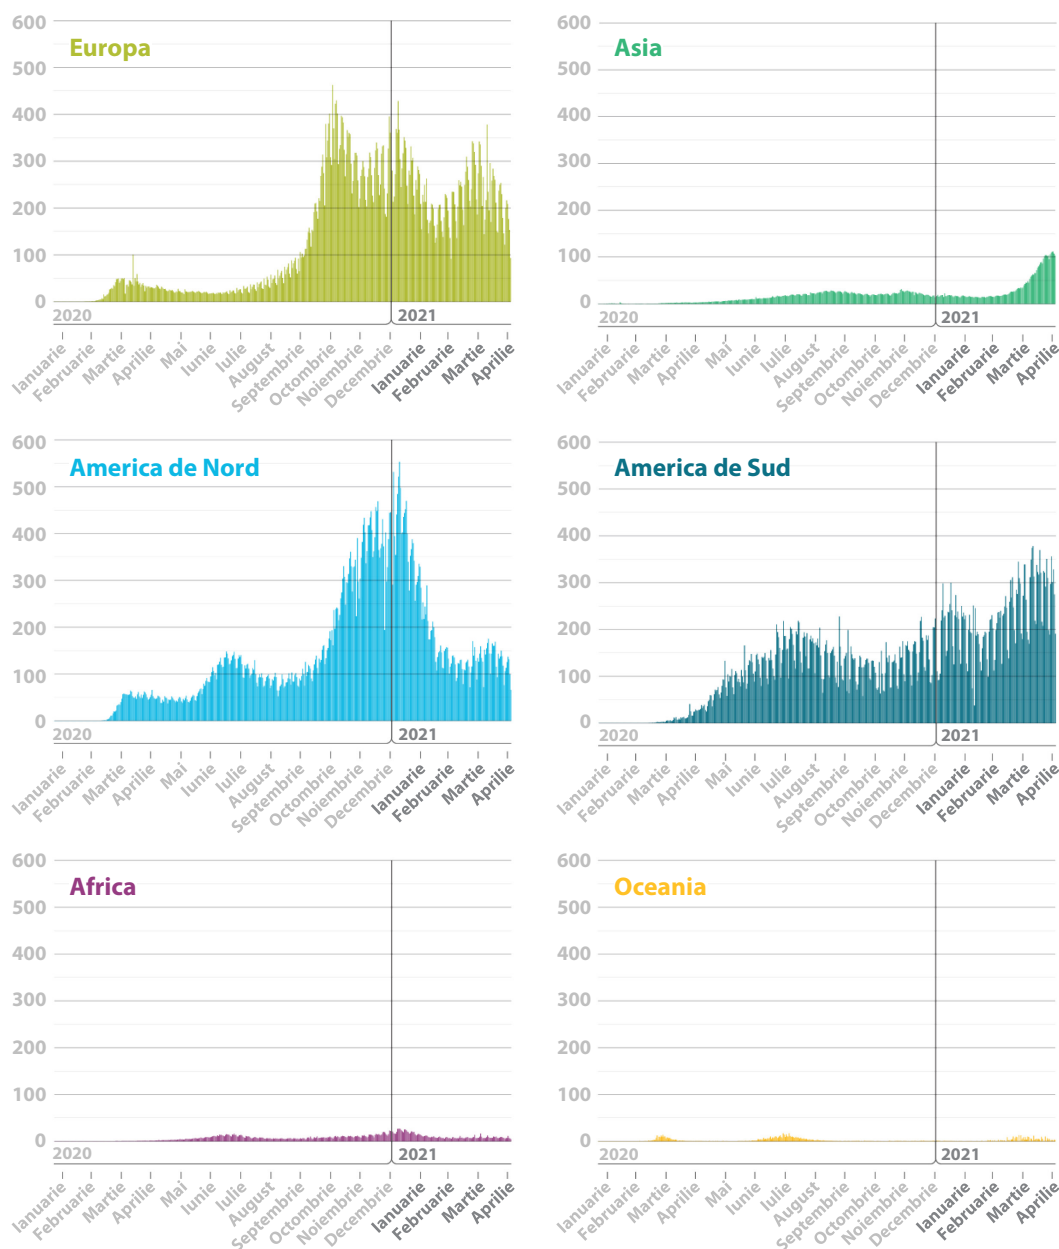 600
Europa
500
400
300
200
100
0
2020
2021
Ianuarie
Februarie
Martie
Aprilie
Mai
Iunie
Iulie
August
Septembrie
Octombrie
Noiembrie
Decembrie
Ianuarie
Februarie
Martie
Aprilie
600
Asia
500
400
300
200
100
0
2020
2021
Ianuarie
Februarie
Martie
Aprilie
Mai
Iunie
Iulie
August
Septembrie
Octombrie
Noiembrie
Decembrie
Ianuarie
Februarie
Martie
Aprilie
600
America de Nord
500
400
300
200
100
0
2020
2021
Ianuarie
Februarie
Martie
Aprilie
Mai
Iunie
Iulie
August
Septembrie
Octombrie
Noiembrie
Decembrie
Ianuarie
Februarie
Martie
Aprilie
600
America de Sud
500
400
300
200
100
0
2020
2021
Ianuarie
Februarie
Martie
Aprilie
Mai
Iunie
Iulie
August
Septembrie
Octombrie
Noiembrie
Decembrie
Ianuarie
Februarie
Martie
Aprilie
600
Africa
500
400
300
200
100
0
2020
2021
Ianuarie
Februarie
Martie
Aprilie
Mai
Iunie
Iulie
August
Septembrie
Octombrie
Noiembrie
Decembrie
Ianuarie
Februarie
Martie
Aprilie
600
Oceania
500
400
300
200
100
0
2020
2021
Ianuarie
Februarie
Martie
Aprilie
Mai
Iunie
Iulie
August
Septembrie
Octombrie
Noiembrie
Decembrie
Ianuarie
Februarie
Martie
Aprilie